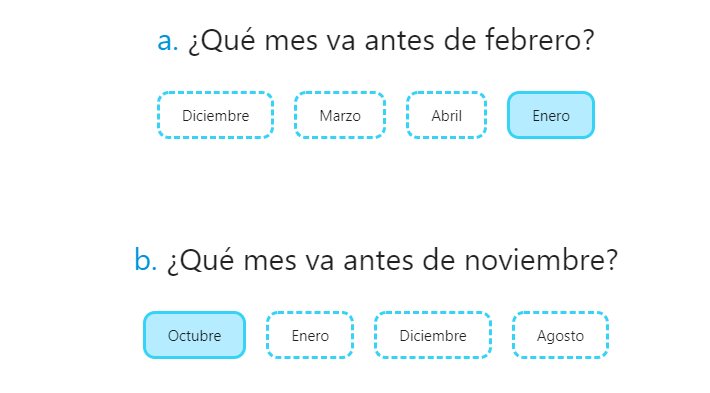 a. ¿Qué mes va antes de febrero?
Diciembre Marzo Abril Enero
b. ¿Qué mes va antes de noviembre?
Octubre Enero Diciembre Agosto